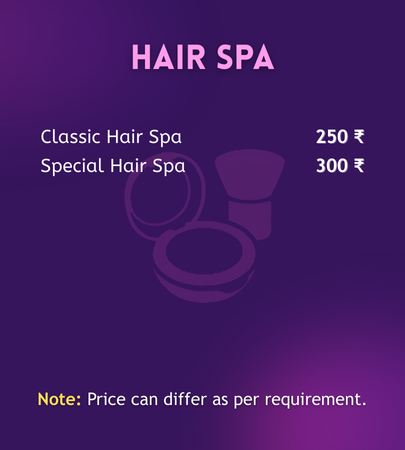 HAIR SPA
Classic Hair Spa 250 ₹
Special Hair Spa 300 ₹
Note: Price can differ as per requirement.